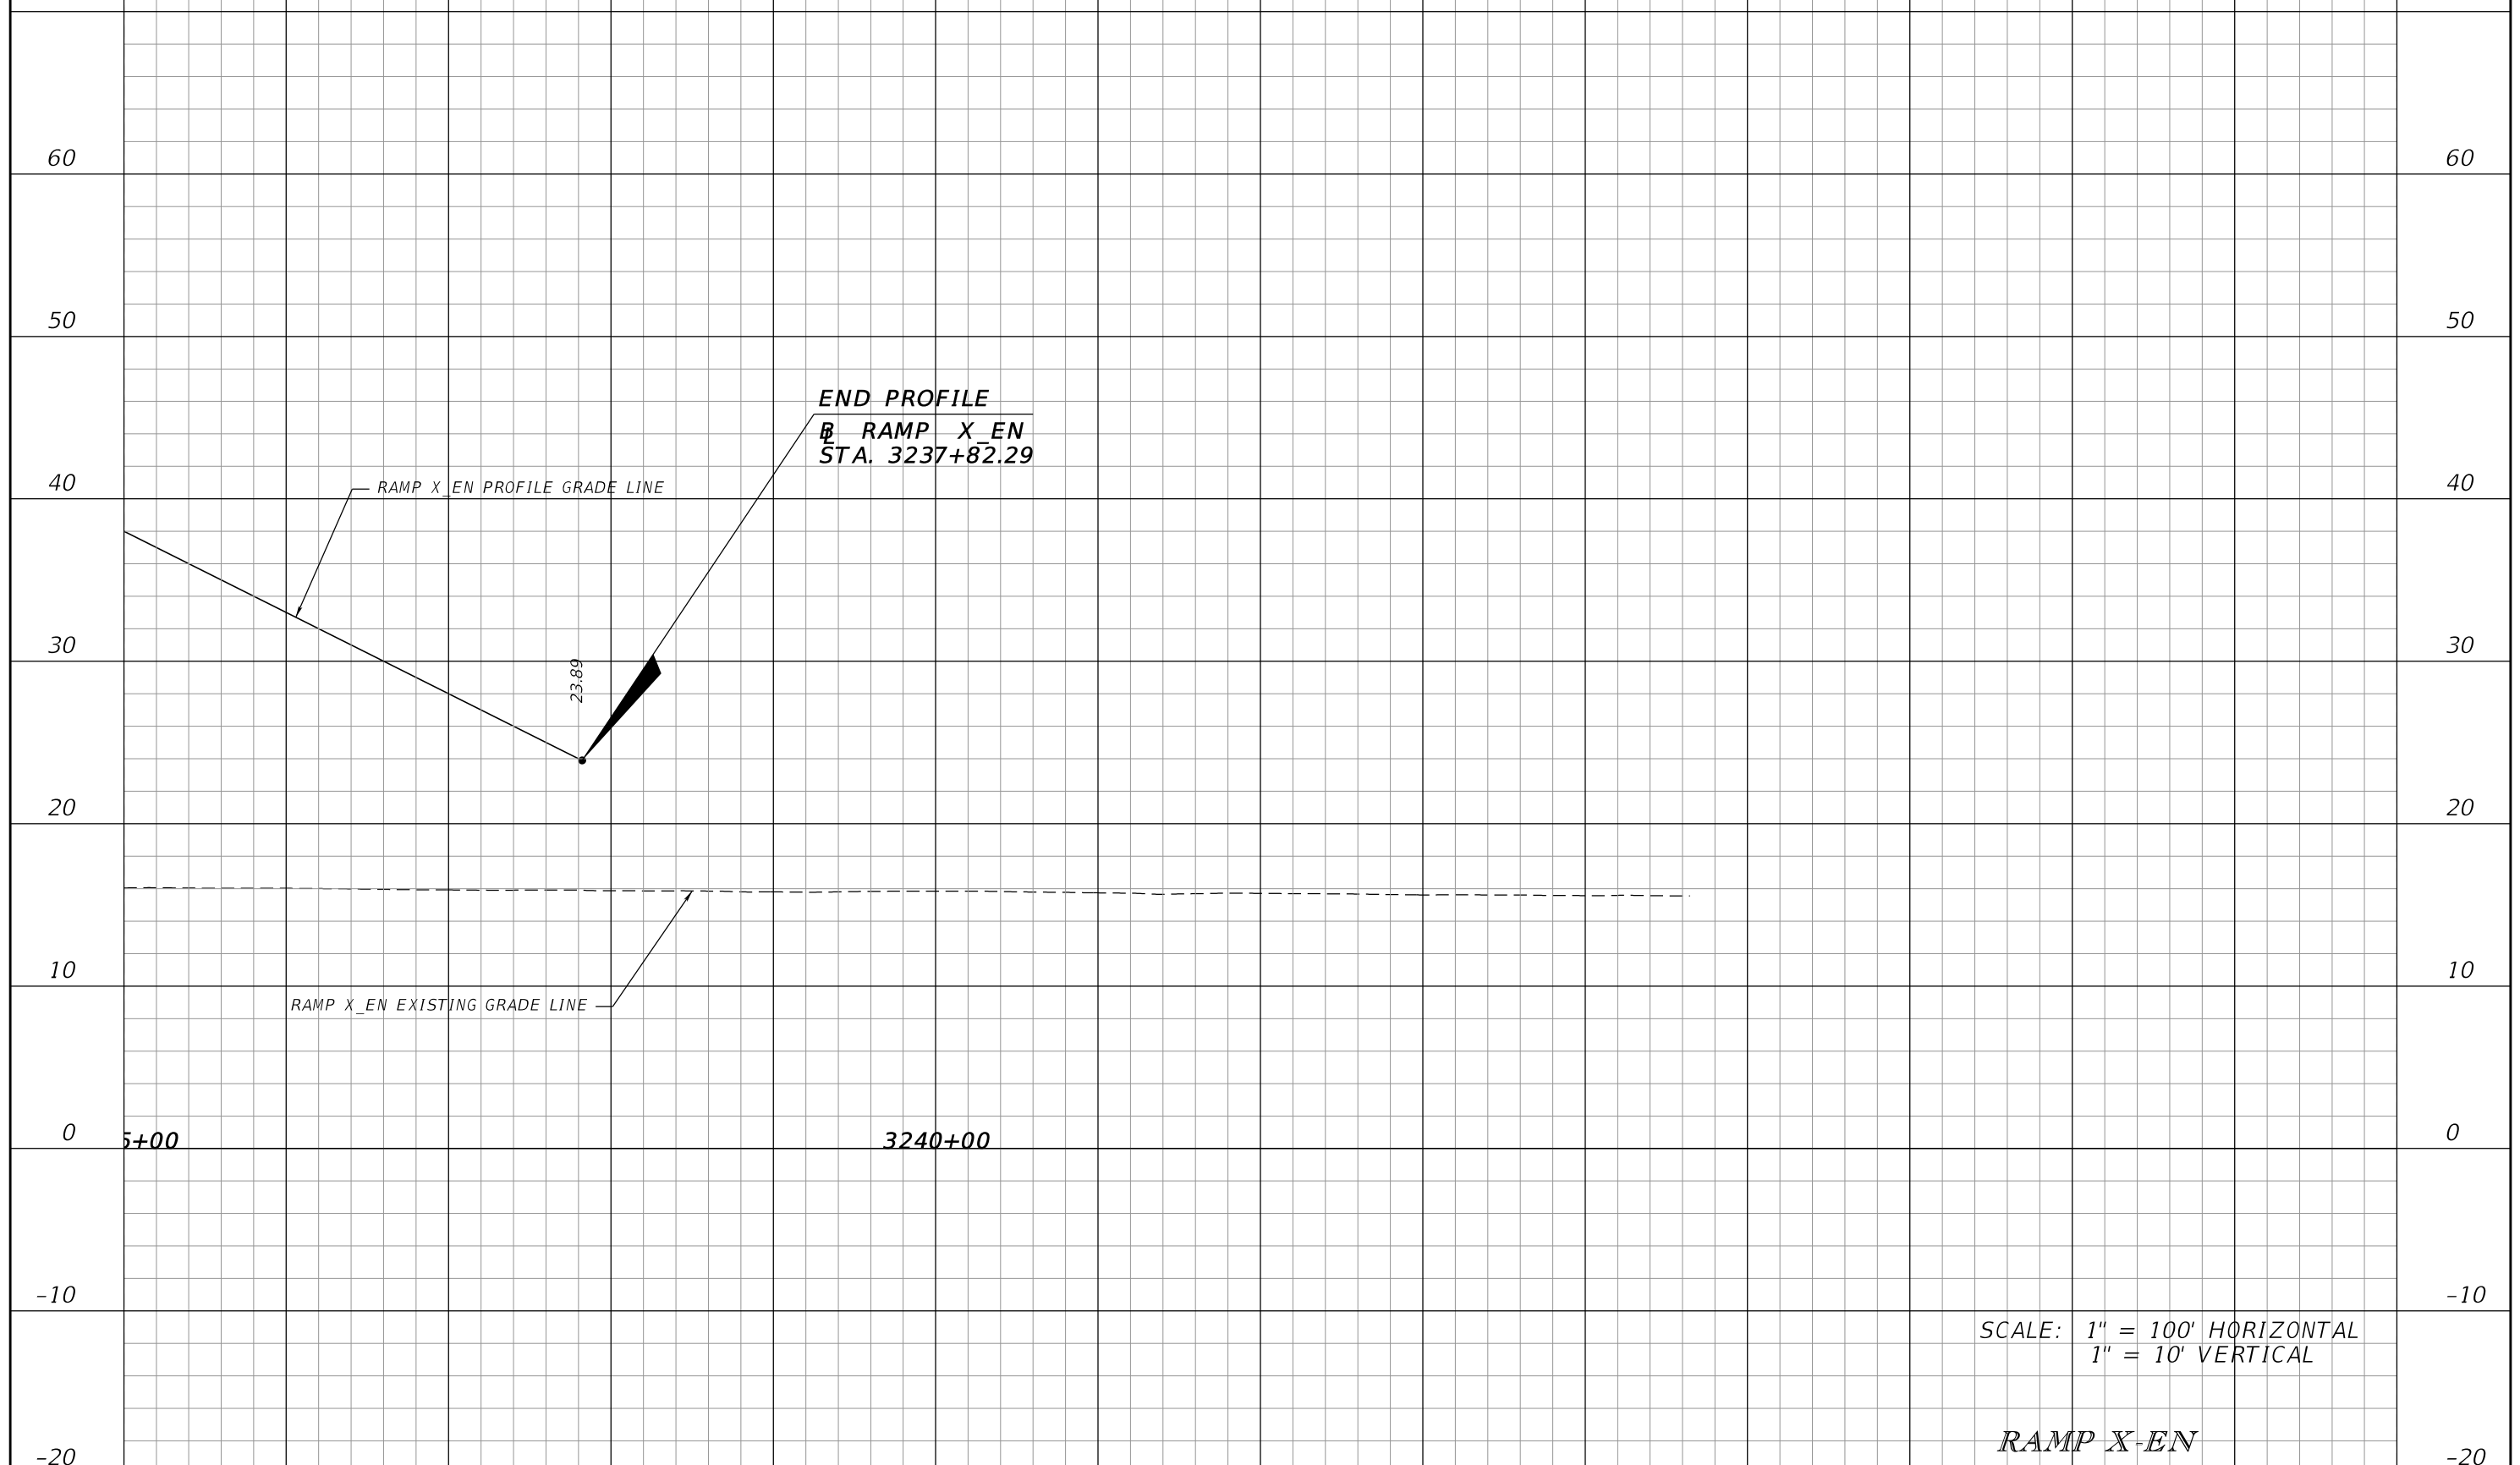 60 60
50 50
END PROFILE
BL RAMP X_EN
STA. 3237+82.29
40 40
RAMP X_EN PROFILE GRADE LINE
30 30
23.89
20 20
10 10
RAMP X_EN EXISTING GRADE LINE
0 0
5+00 3240+00
-10 -10
SCALE: 1" = 100' HORIZONTAL
1" = 10' VERTICAL
RAMP X-EN
-20 -20